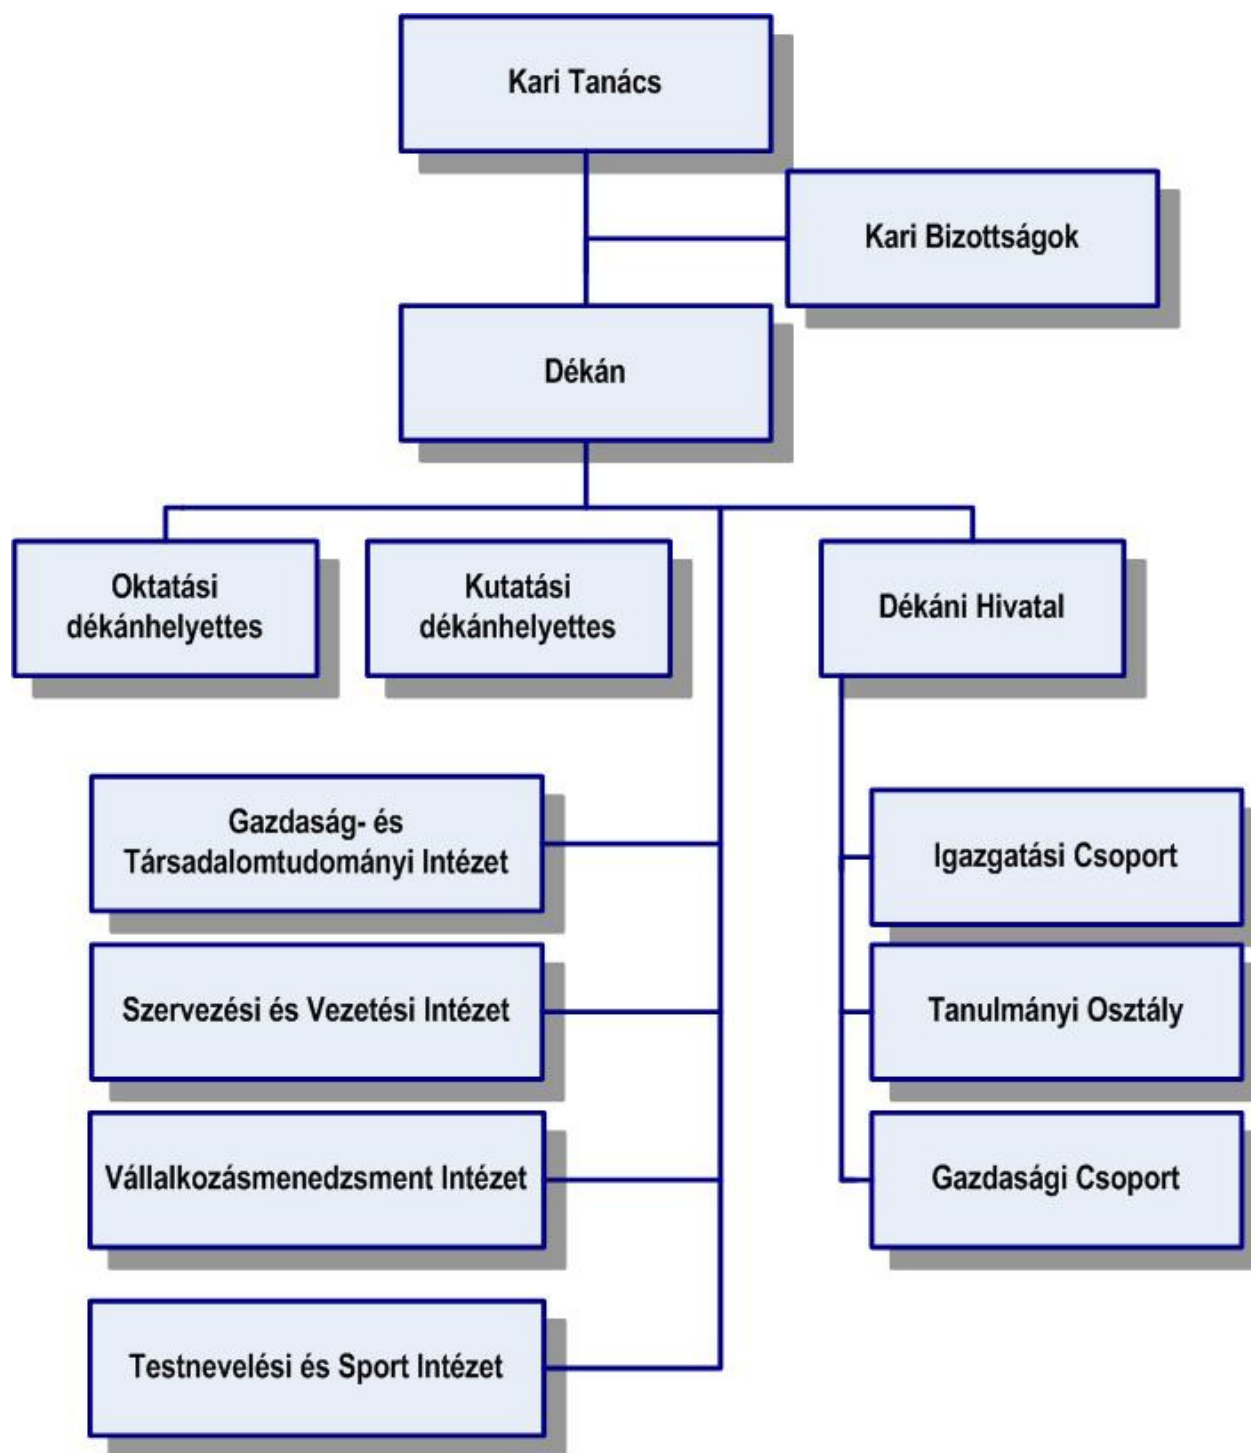 Kari Tanács
Kari Bizottságok
Dékán
Oktatási
dékánhelyettes
Kutatási
dékánhelyettes
Dékáni Hivatal
Gazdaság- és
Társadalomtudományi Intézet
Szervezési és Vezetési Intézet
Vállalkozásmenedzsment Intézet
Testnevelési és Sport Intézet
Igazgatási Csoport
Tanulmányi Osztály
Gazdasági Csoport